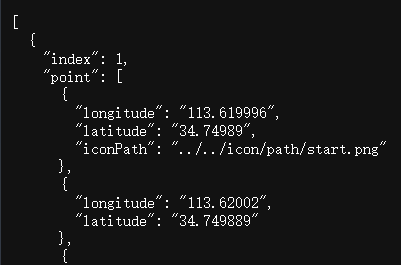 [
  {
    "index": 1,
    "point": [
      {
        "longitude": "113.619996",
        "latitude": "34.74989",
        "iconPath": "../../icon/path/start.png"
      },
      {
        "longitude": "113.62002",
        "latitude": "34.749889"
      },
      {